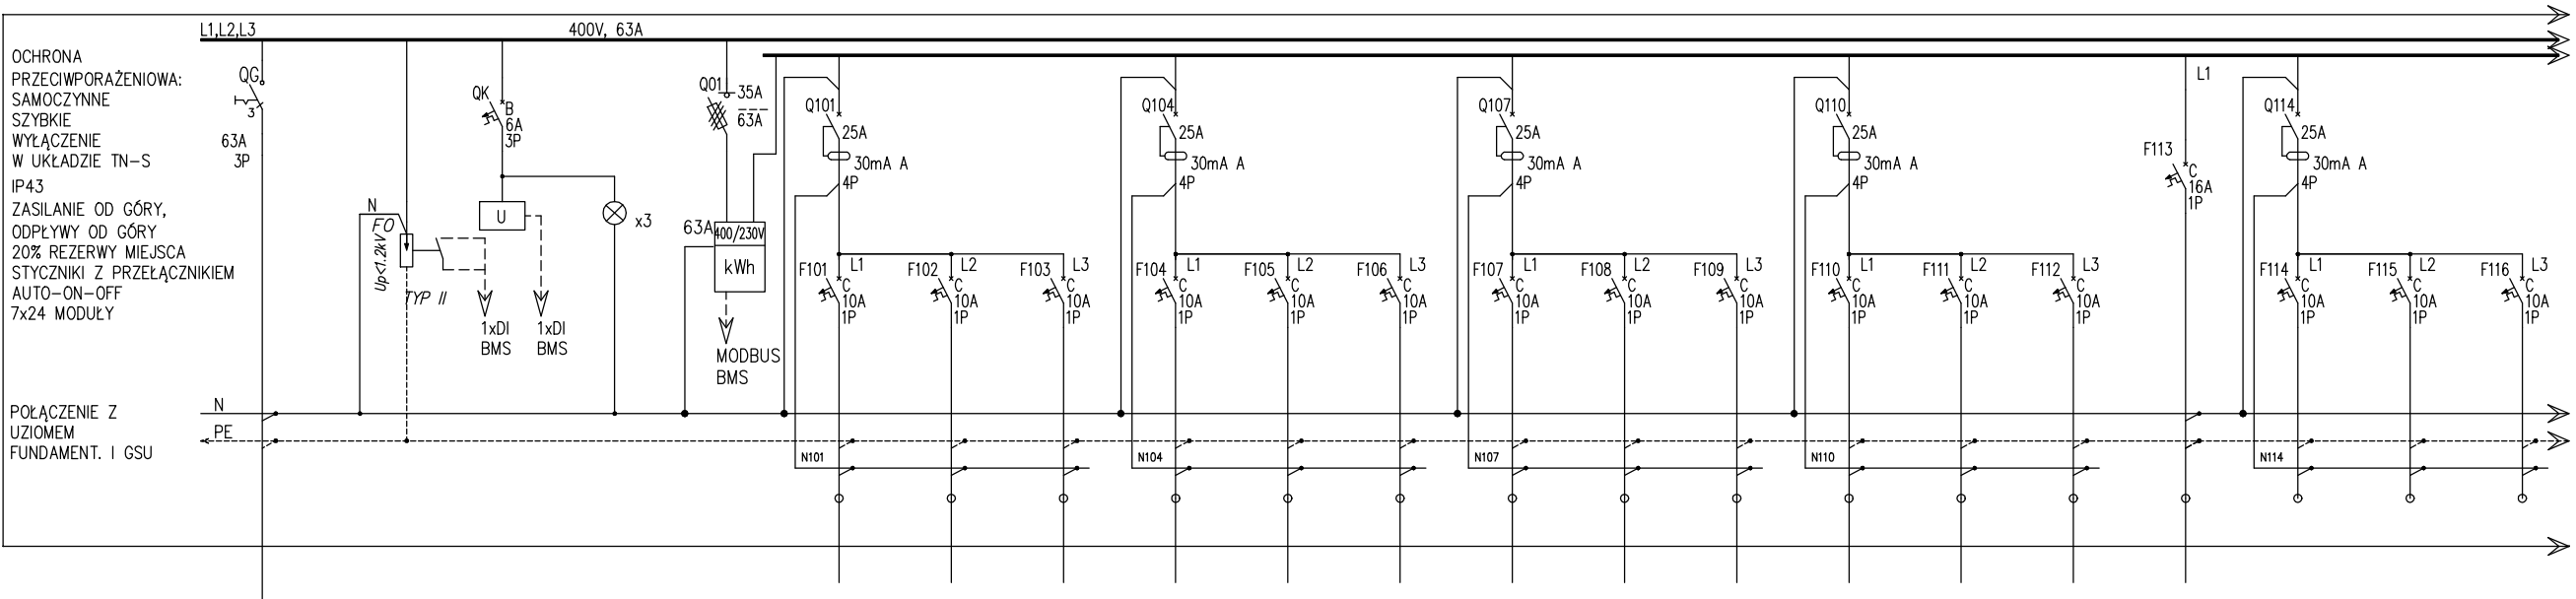 L1,L2,L3
400V, 63A
OCHRONA
PRZECIWPORAŻENIOWA:
SAMOCZYNNE
SZYBKIE
WYŁĄCZENIE
W UKŁADZIE TN-S
IP43
ZASILANIE OD GÓRY,
ODPŁYWY OD GÓRY
20% REZERWY MIEJSCA
STYCZNIKI Z PRZEŁĄCZNIKIEM
AUTO-ON-OFF
7x24 MODUŁY
POŁĄCZENIE Z
UZIOMEM
FUNDAMENT. I GSU
QG
3
63A
3P
N
FO
Up<1.2kV
TYP II
QK
B
6A
3P
U
x3
1xDI
BMS
1xDI
BMS
Q01
35A
63A
63A
400/230V
kWh
MODBUS
BMS
Q101
25A
30mA A
4P
F101
L1
C
10A
1P
F102
L2
C
10A
1P
F103
L3
C
10A
1P
Q104
25A
30mA A
4P
F104
L1
C
10A
1P
F105
L2
C
10A
1P
F106
L3
C
10A
1P
Q107
25A
30mA A
4P
F107
L1
C
10A
1P
F108
L2
C
10A
1P
F109
L3
C
10A
1P
Q110
25A
30mA A
4P
F110
L1
C
10A
1P
F111
L2
C
10A
1P
F112
L3
C
10A
1P
L1
F113
C
16A
1P
Q114
25A
30mA A
4P
F114
L1
C
10A
1P
F115
L2
C
10A
1P
F116
L3
C
10A
1P
N
PE
N101
N104
N107
N110
N114